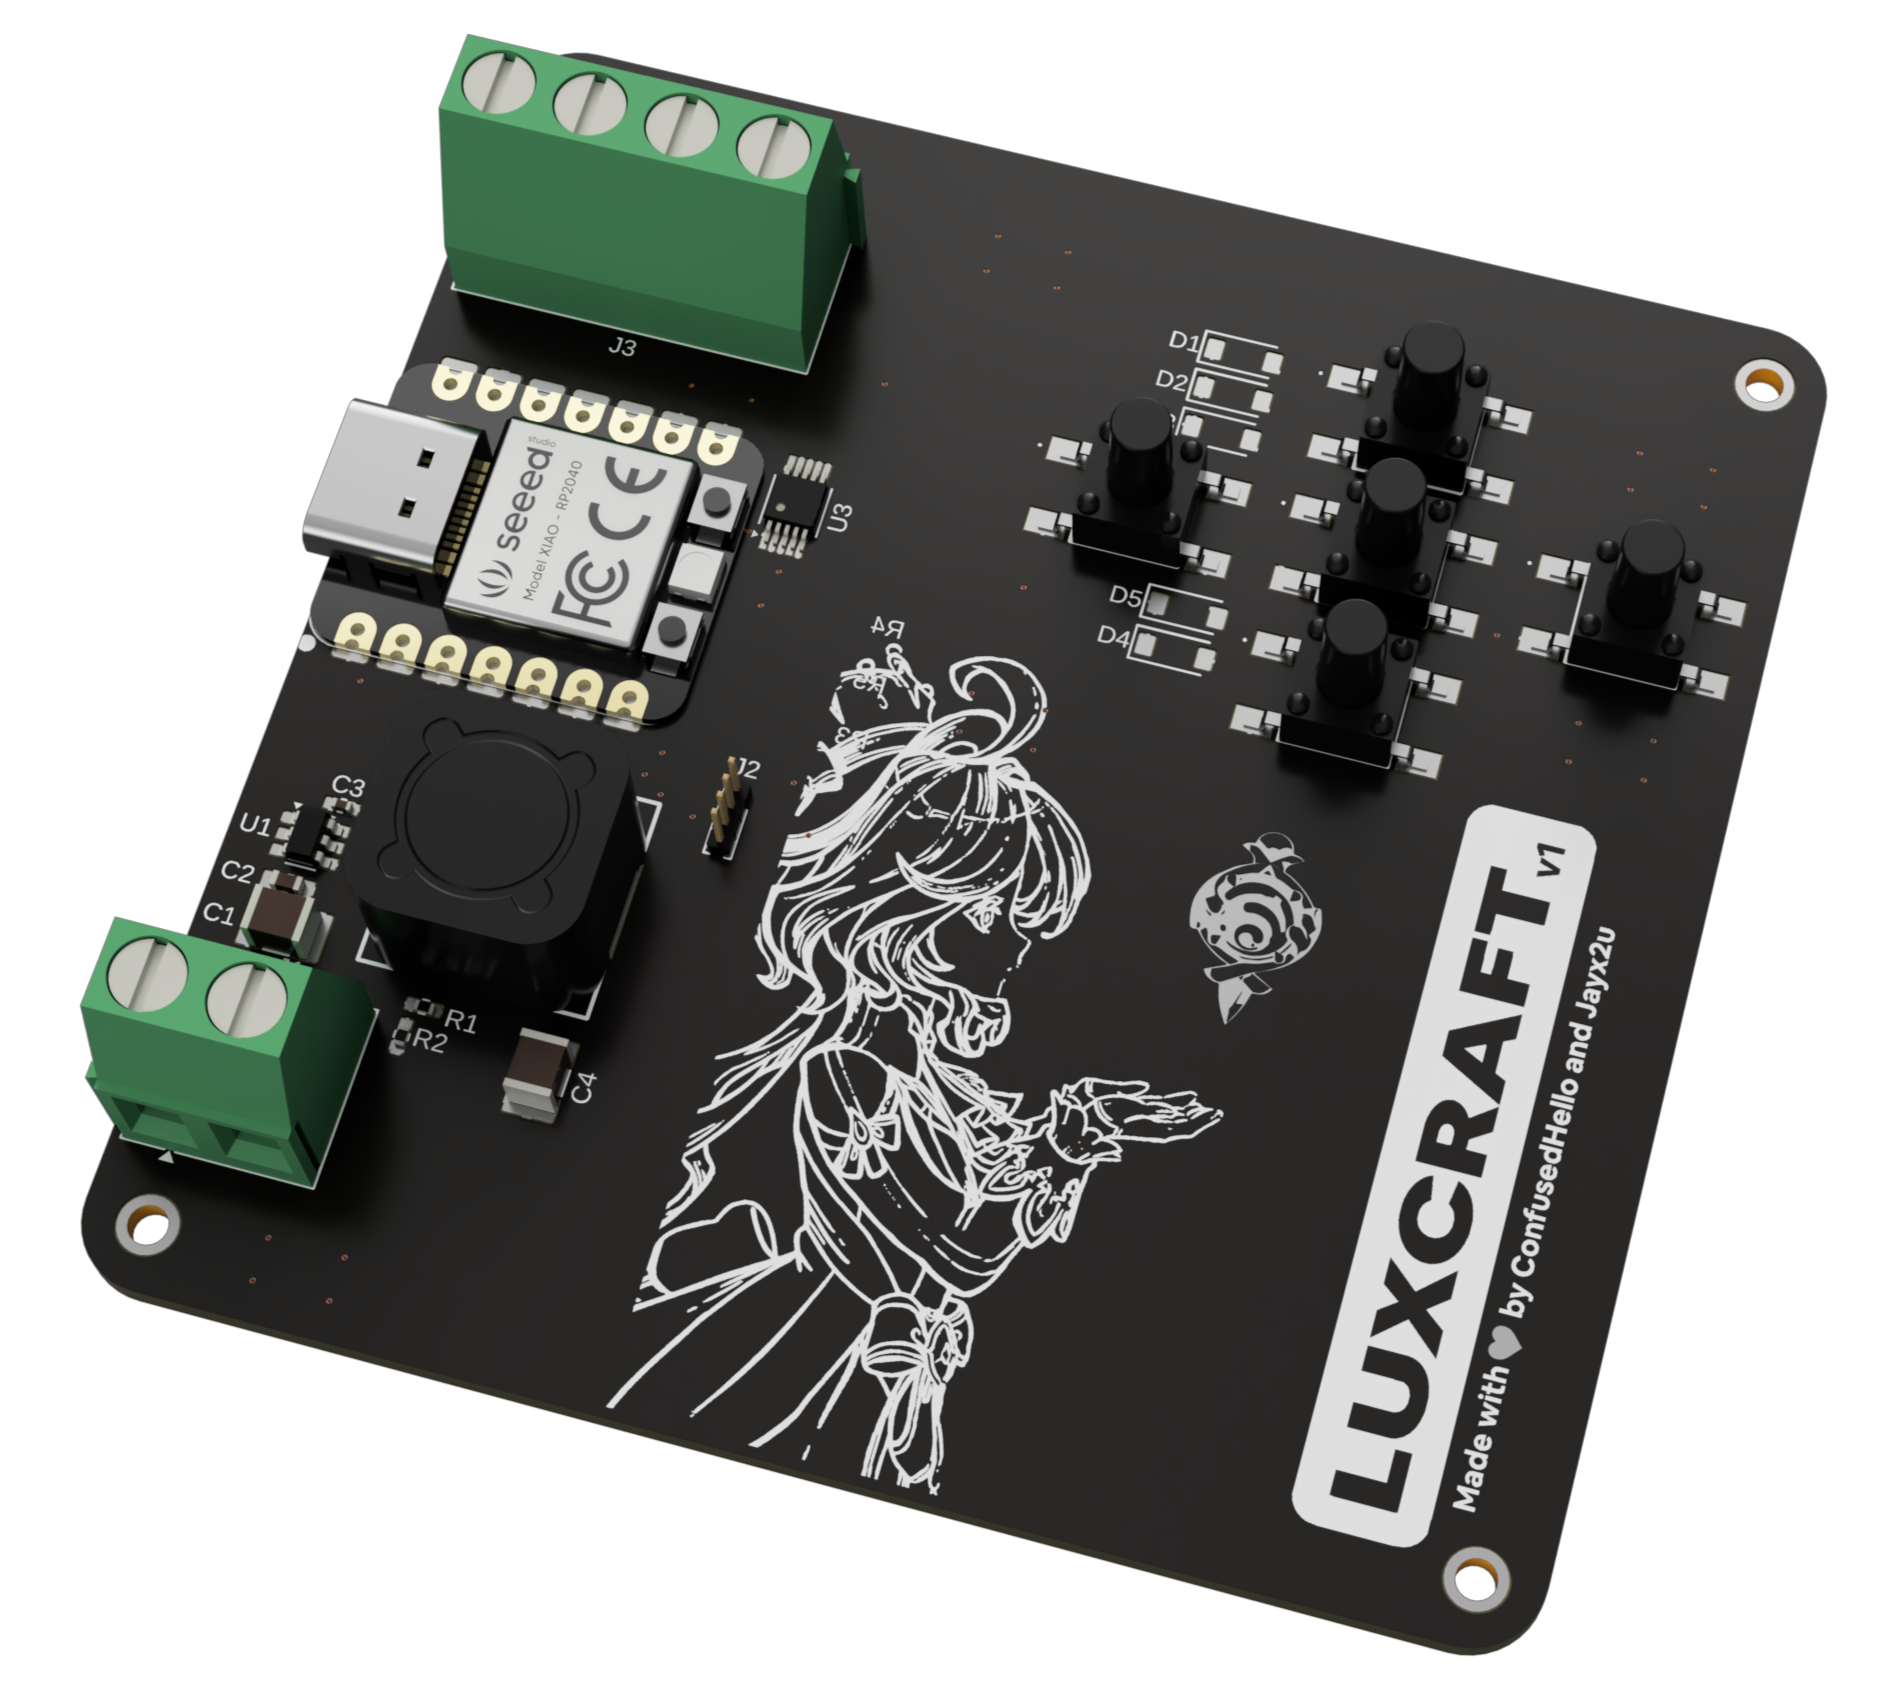 J3
seeed
studio
Model XIAO - RP2040
FCC CE
U3
D1
D2
D5
D4
R4
J2
C3
U1
C2
C1
R1
R2
C4
LUXCRAFT v1
Made with 🩶 by ConfusedHello and Jayx2u